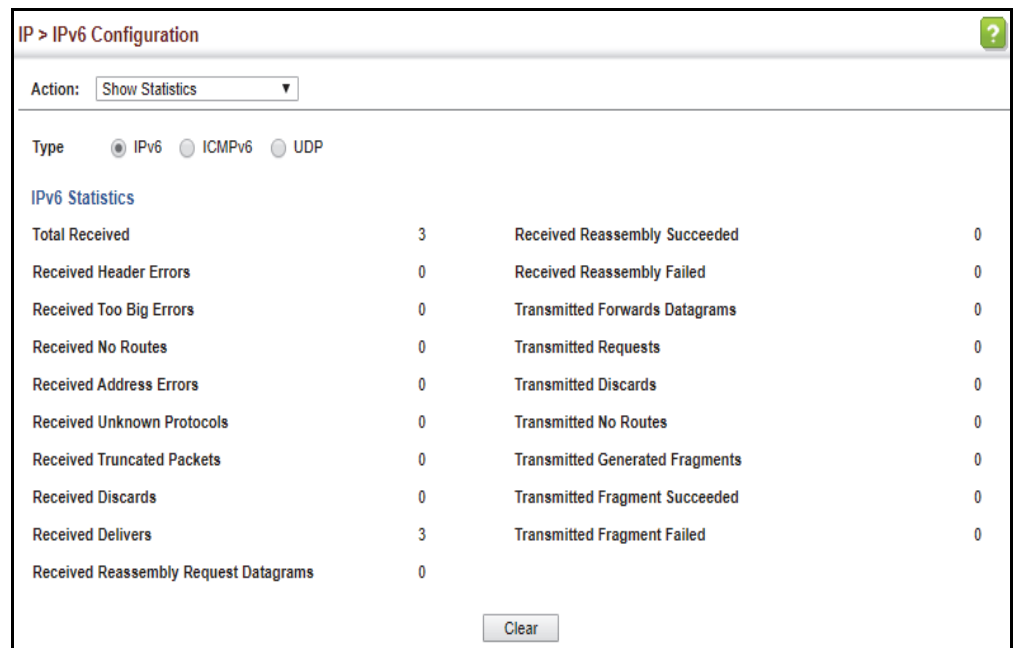 IP > IPv6 Configuration
?
Action: Show Statistics
Type IPv6 ICMPv6 UDP
IPv6 Statistics
Total Received 3 Received Reassembly Succeeded 0
Received Header Errors 0 Received Reassembly Failed 0
Received Too Big Errors 0 Transmitted Forwards Datagrams 0
Received No Routes 0 Transmitted Requests 0
Received Address Errors 0 Transmitted Discards 0
Received Unknown Protocols 0 Transmitted No Routes 0
Received Truncated Packets 0 Transmitted Generated Fragments 0
Received Discards 0 Transmitted Fragment Succeeded 0
Received Delivers 3 Transmitted Fragment Failed 0
Received Reassembly Request Datagrams 0
Clear